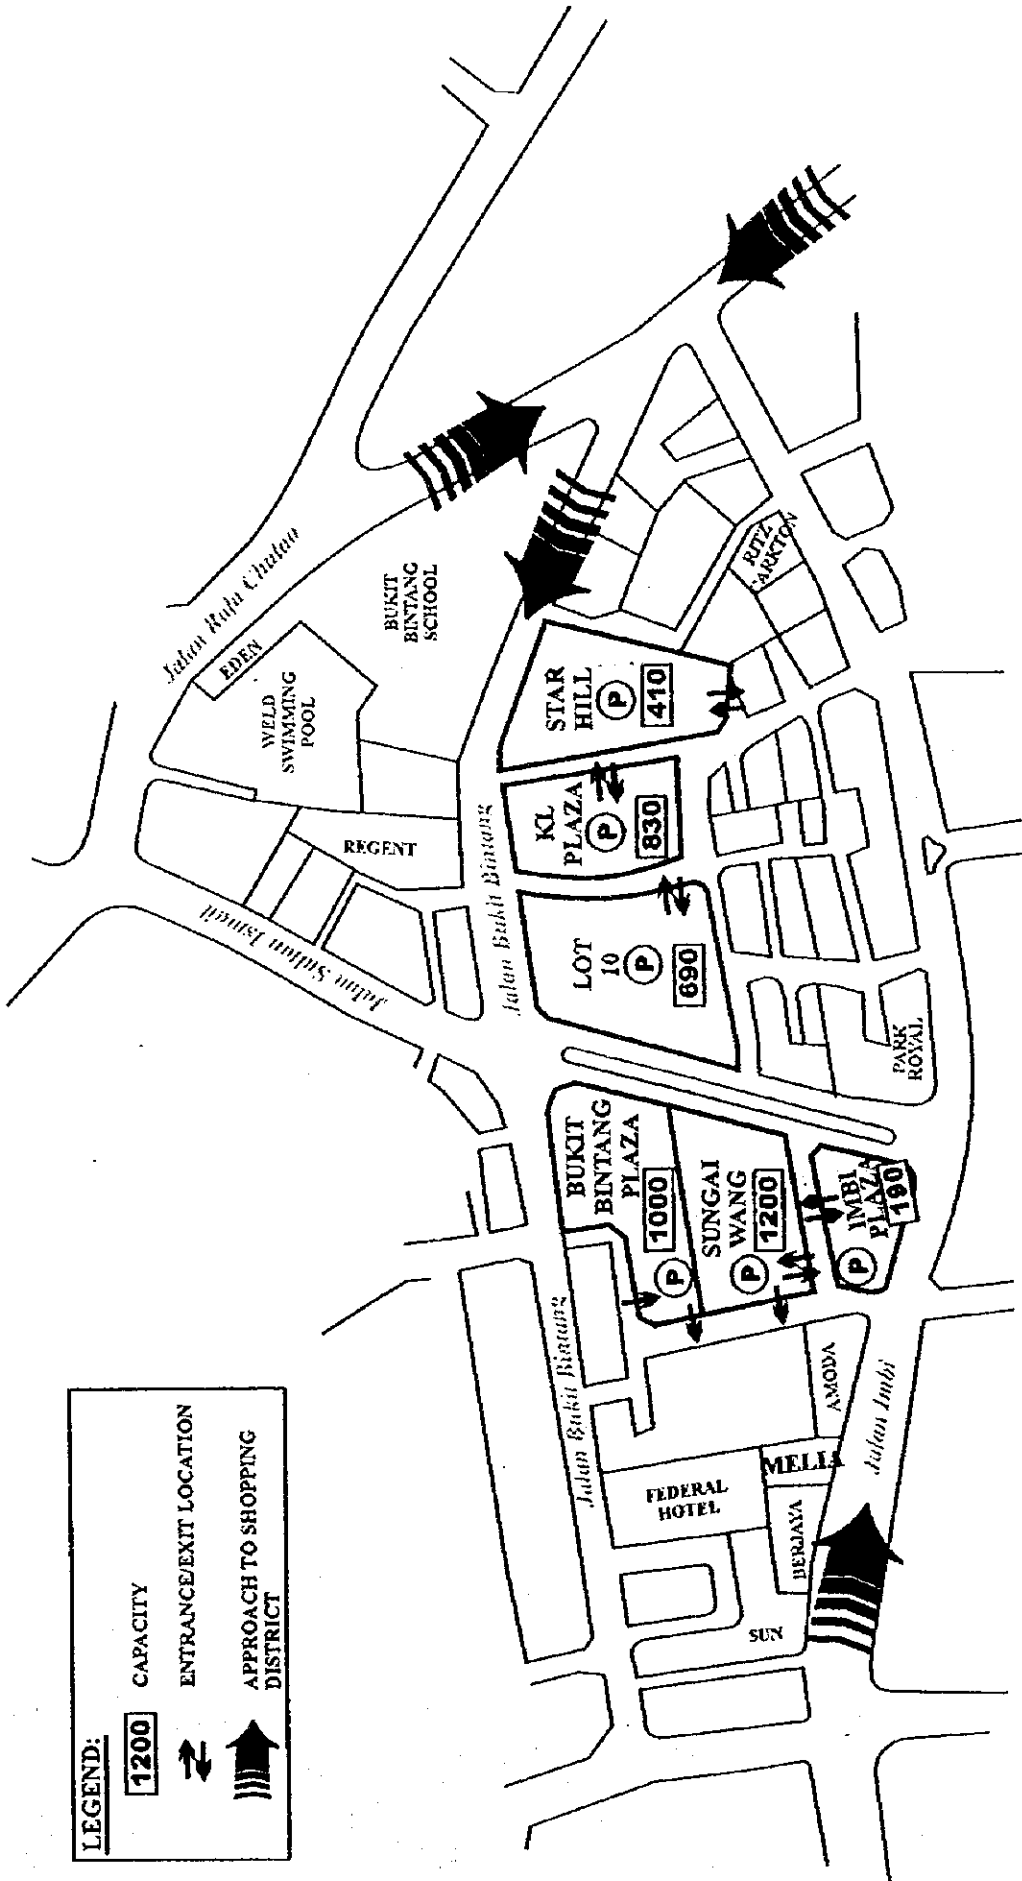 LEGEND:
1200
CAPACITY
ENTRANCE/EXIT LOCATION
APPROACH TO SHOPPING
DISTRICT
Jalan Raja Chulan
EDEN
WELD
SWIMMING
POOL
BUKIT
BINTANG
SCHOOL
REGENT
Jalan Sultan Ismail
Jalan Bukit Bintang
STAR
HILL
P
410
KL
PLAZA
P
830
LOT
10
P
690
RITZ
CARKTON
PARK
ROYAL
BUKIT
BINTANG
PLAZA
1000
P
SUNGAI
WANG
1200
P
IMBI
PLAZA
190
P
Jalan Bukit Bintang
AMODA
Jalan Imbi
MELIA
FEDERAL
HOTEL
BERJAYA
SUN